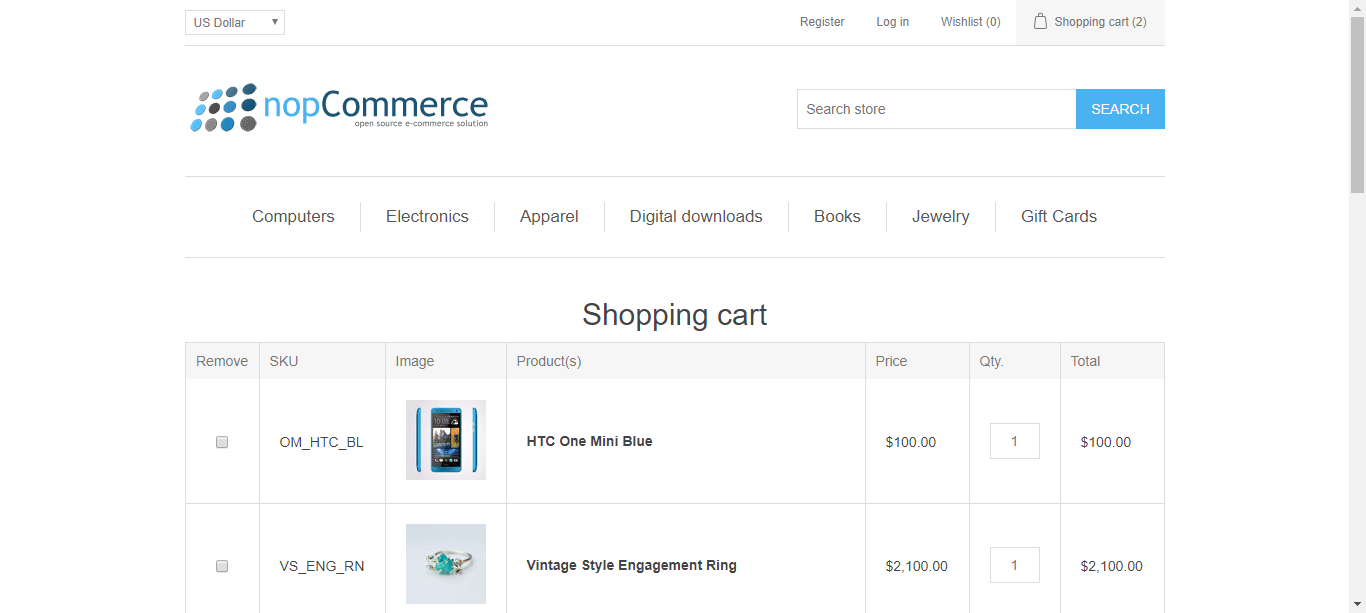 US Dollar
Register Log in Wishlist (0) Shopping cart (2)
nopCommerce
open source e-commerce solution
Search store SEARCH
Computers Electronics Apparel Digital downloads Books Jewelry Gift Cards
Shopping cart
Remove SKU Image Product(s) Price Qty. Total
OM_HTC_BL HTC One Mini Blue $100.00 1 $100.00
VS_ENG_RN Vintage Style Engagement Ring $2,100.00 1 $2,100.00